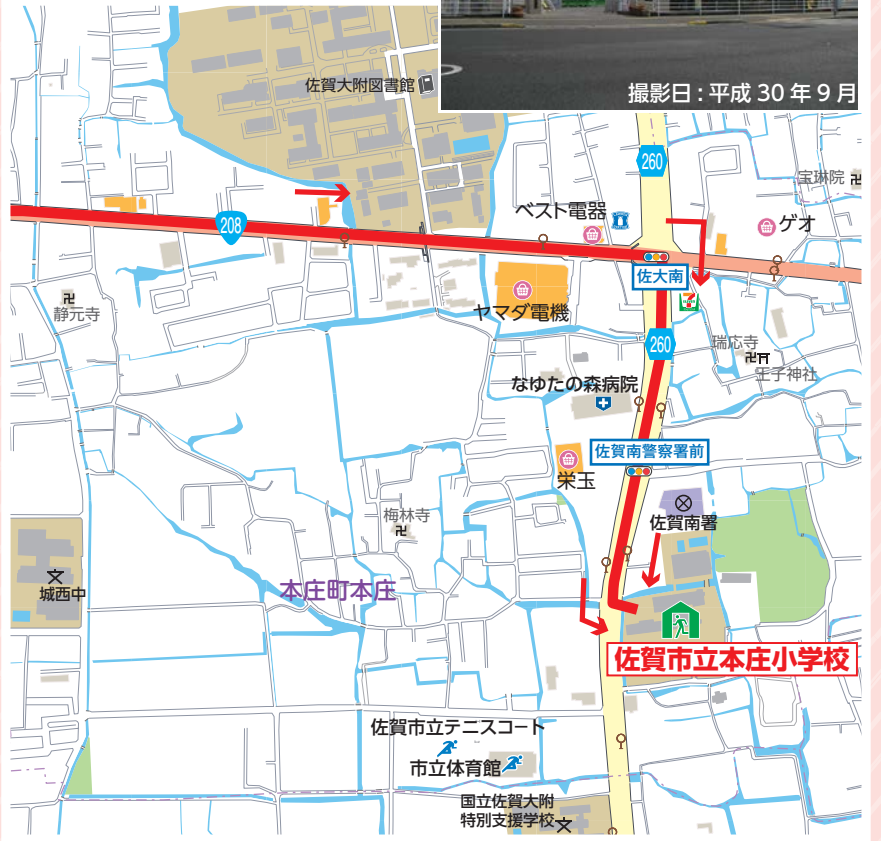 撮影日：平成 30 年 9 月
佐賀大附図書館
260
宝琳院
ベスト電器
ゲオ
208
佐大南
静元寺
ヤマダ電機
7
260
瑞応寺
王子神社
なゆたの森病院
佐賀南警察署前
栄玉
佐賀南署
梅林寺
城西中
本庄町本庄
佐賀市立本庄小学校
佐賀市立テニスコート
市立体育館
国立佐賀大附
特別支援学校